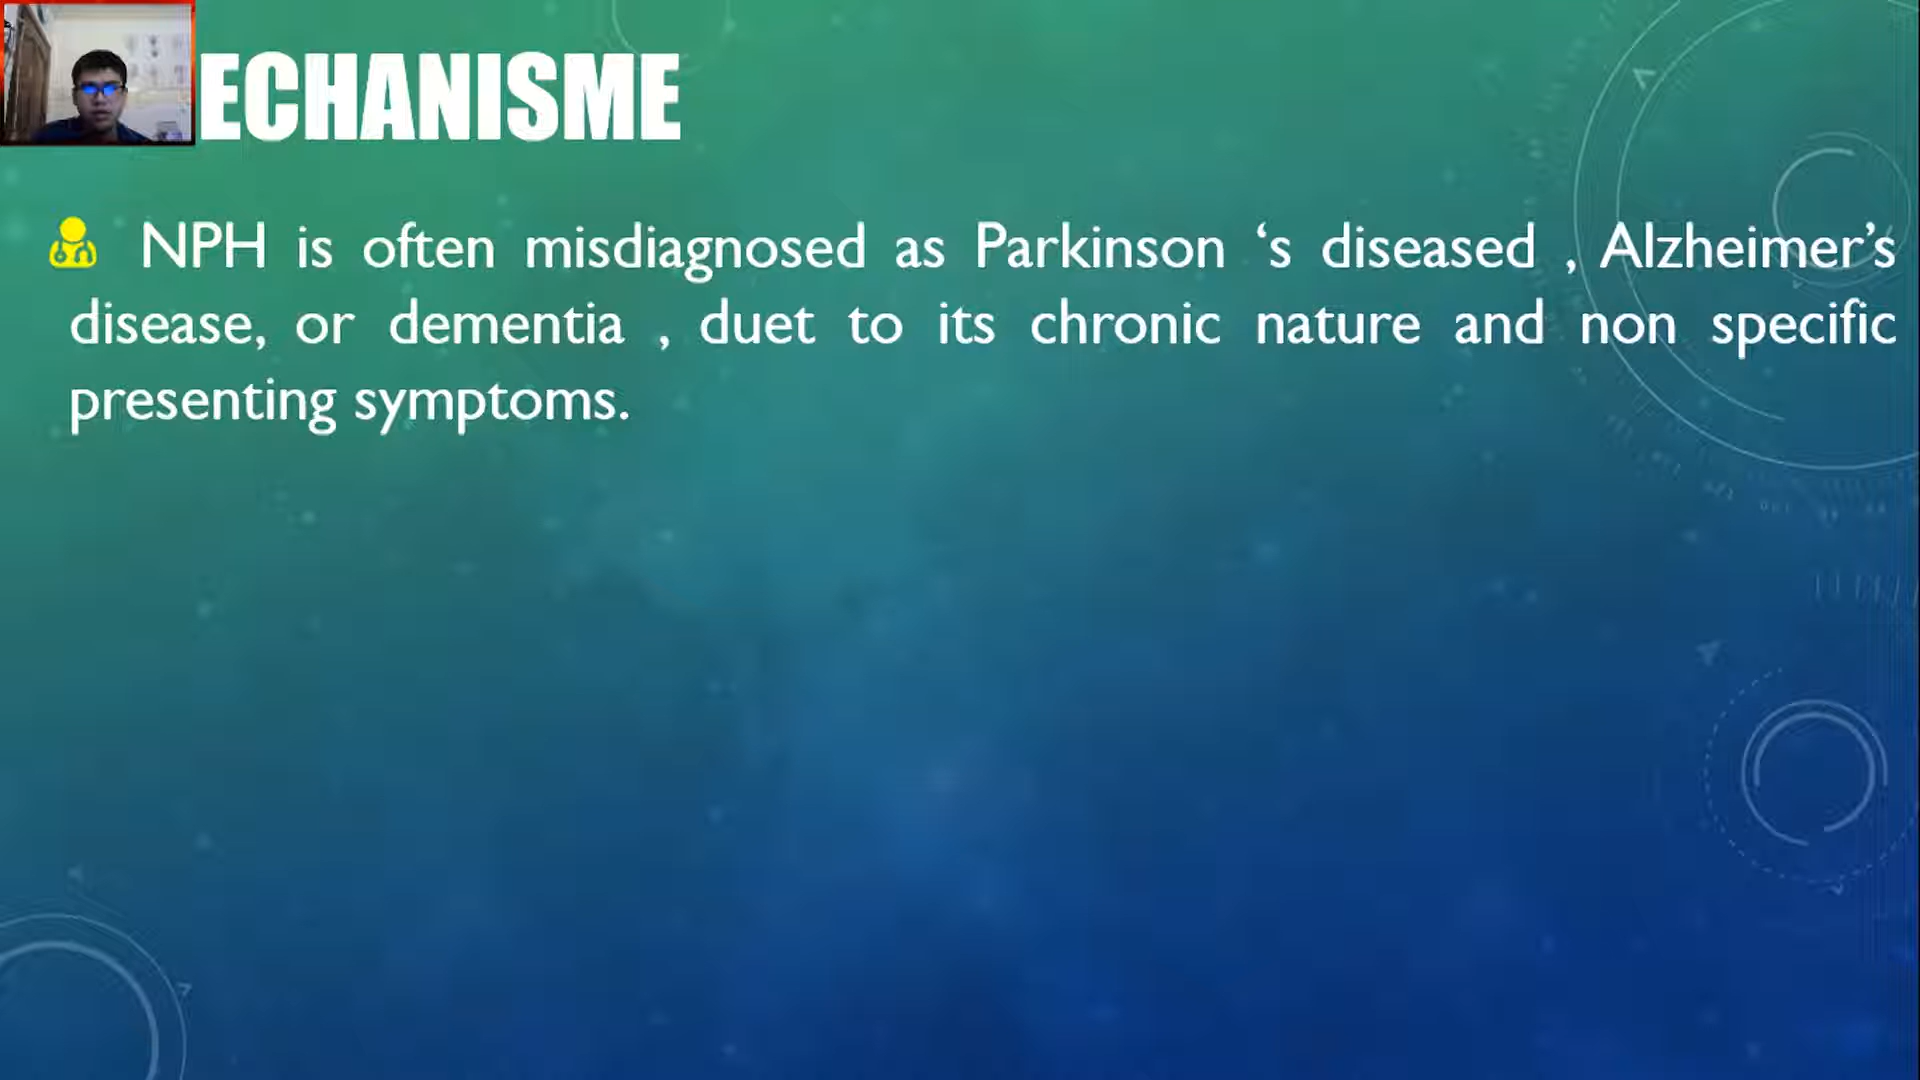 ECHANISME
NPH is often misdiagnosed as Parkinson ‘s diseased , Alzheimer’s
disease, or dementia , duet to its chronic nature and non specific
presenting symptoms.